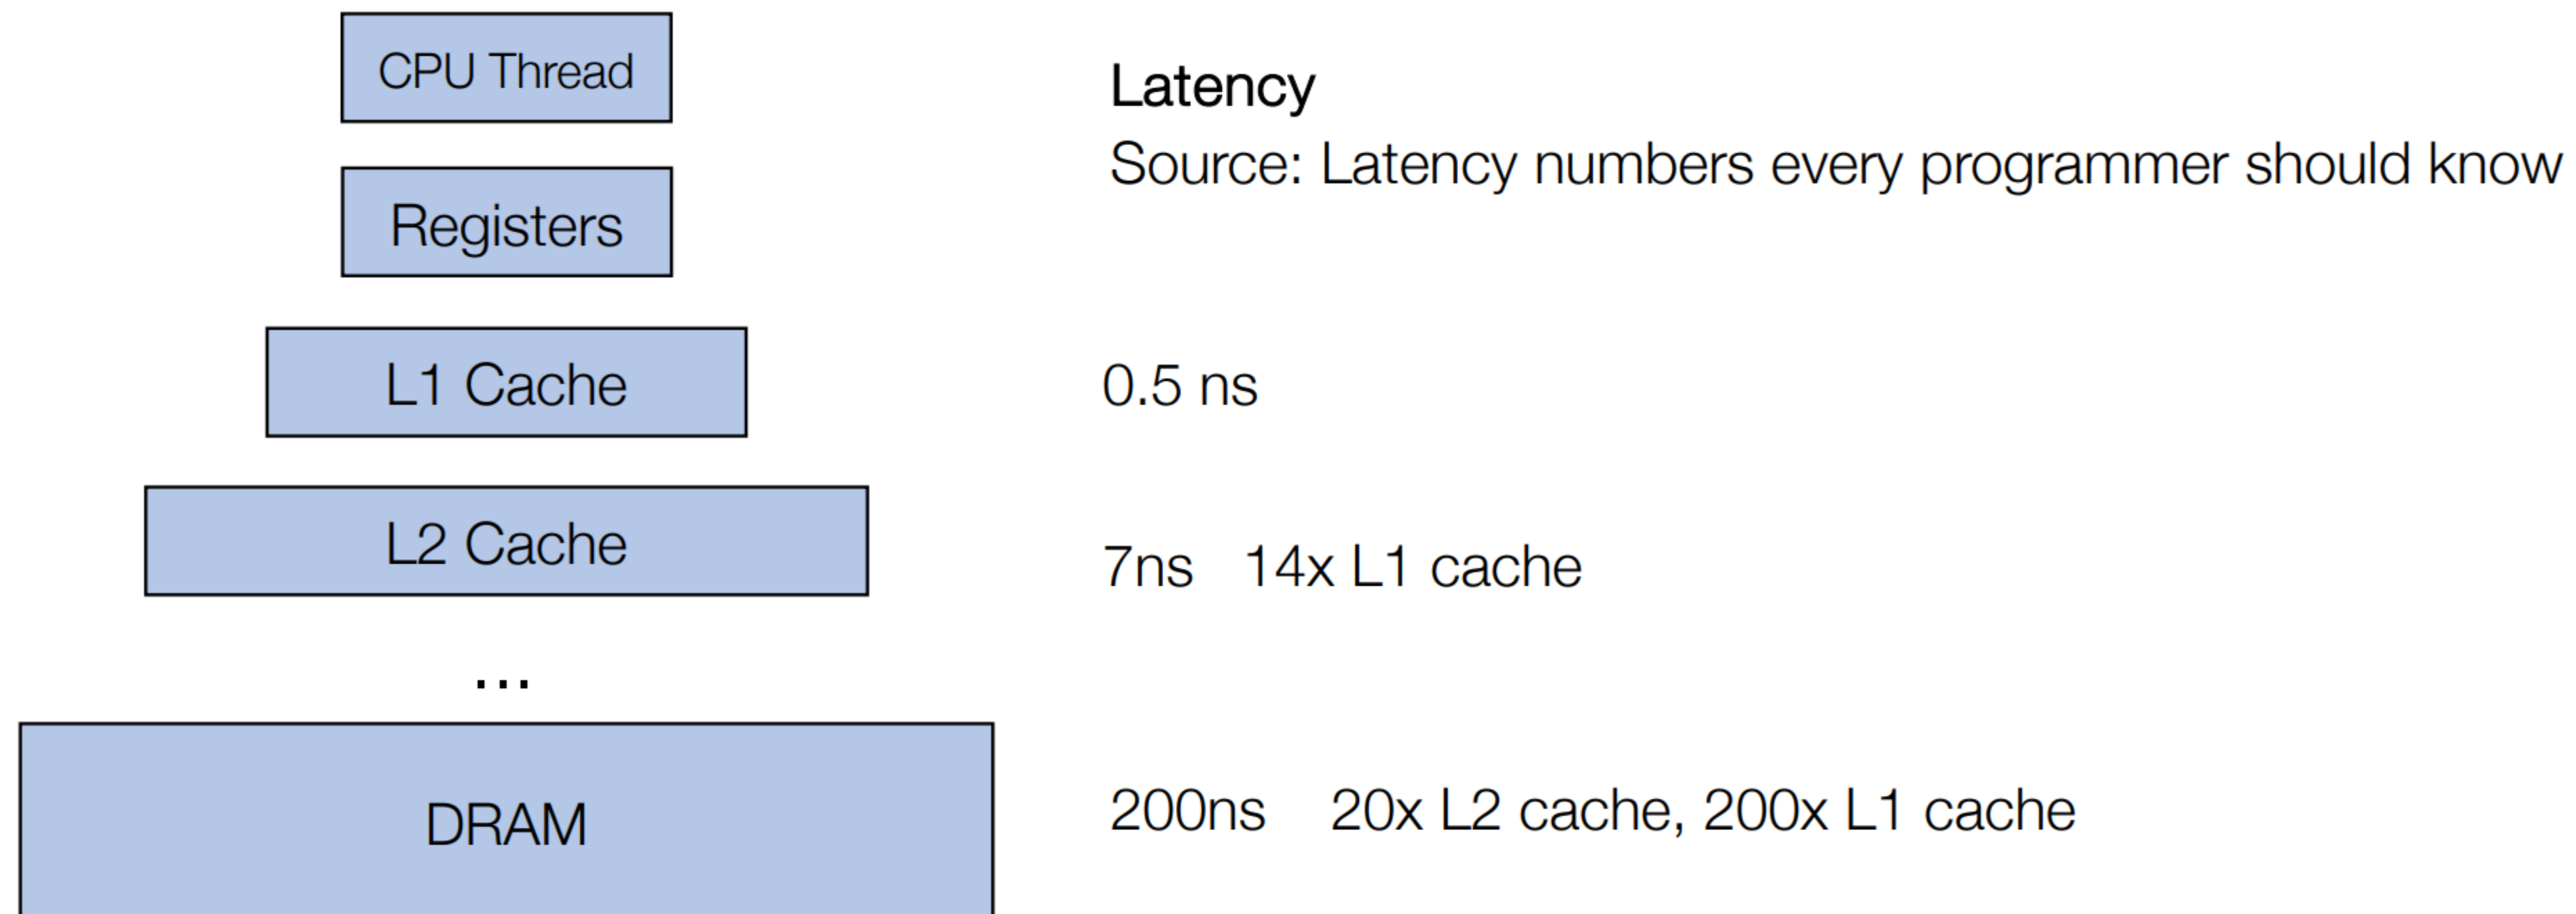 CPU Thread
Registers
L1 Cache
L2 Cache
...
DRAM
Latency
Source: Latency numbers every programmer should know
0.5 ns
7ns 14x L1 cache
200ns 20x L2 cache, 200x L1 cache